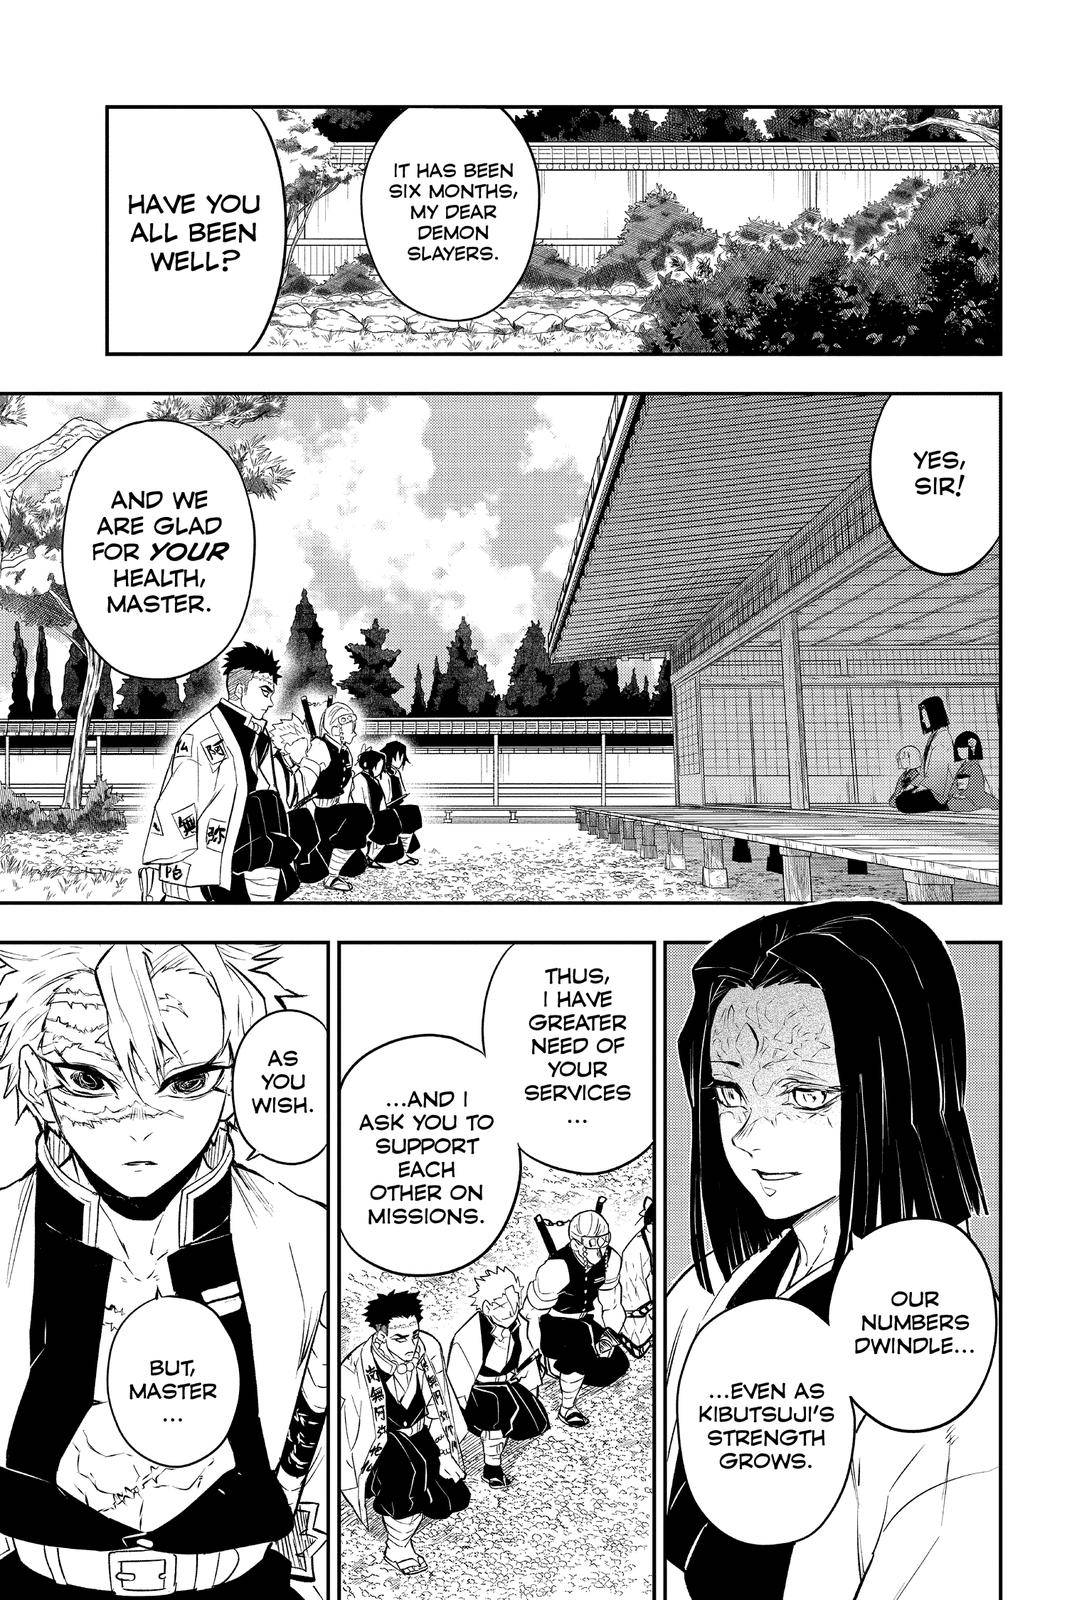 IT HAS BEEN
SIX MONTHS,
MY DEAR
DEMON
SLAYERS.
HAVE YOU
ALL BEEN
WELL?
YES,
SIR!
AND WE
ARE GLAD
FOR YOUR
HEALTH,
MASTER.
OUR
NUMBERS
DWINDLE...
...EVEN AS
KIBUTSUJI'S
STRENGTH
GROWS.
THUS,
I HAVE
GREATER
NEED OF
YOUR
SERVICES
...
...AND I
ASK YOU TO
SUPPORT
EACH
OTHER ON
MISSIONS.
AS
YOU
WISH.
BUT,
MASTER
...